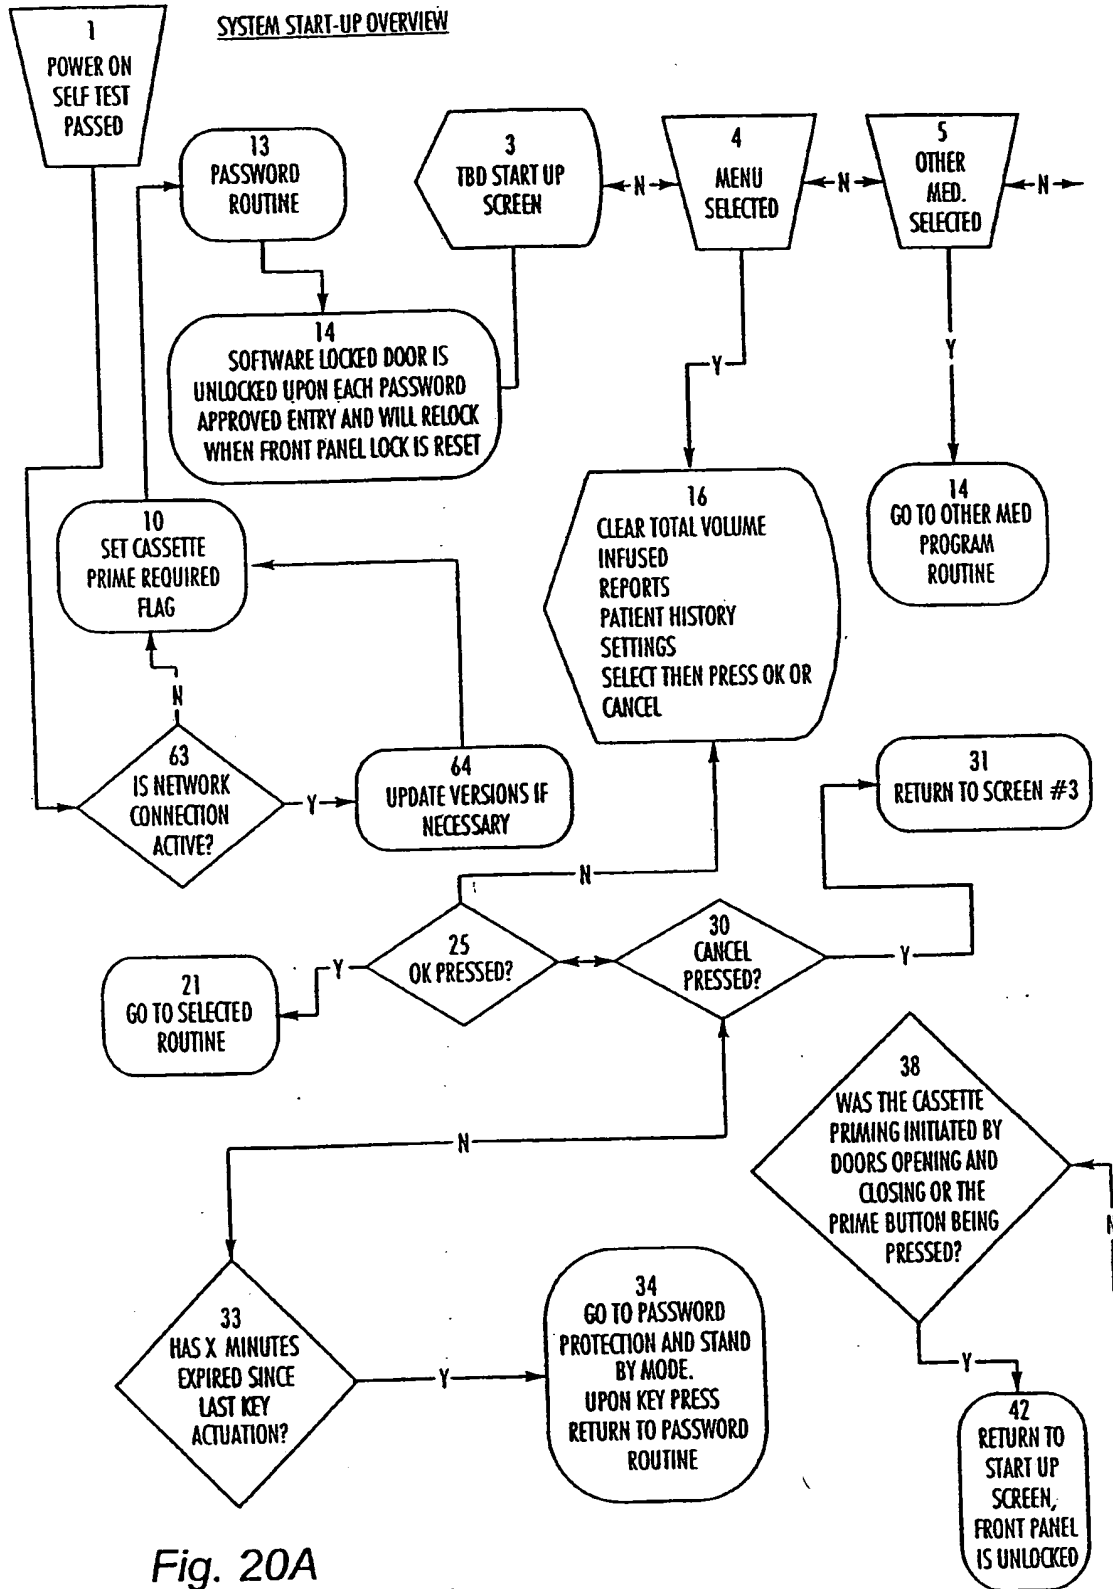 SYSTEM START-UP OVERVIEW
1
POWER ON
SELF TEST
PASSED
13
PASSWORD
ROUTINE
3
TBD START UP
SCREEN
N
4
MENU
SELECTED
N
5
OTHER
MED.
SELECTED
N
14
SOFTWARE LOCKED DOOR IS
UNLOCKED UPON EACH PASSWORD
APPROVED ENTRY AND WILL RELOCK
WHEN FRONT PANEL LOCK IS RESET
Y
Y
10
SET CASSETTE
PRIME REQUIRED
FLAG
16
CLEAR TOTAL VOLUME
INFUSED
REPORTS
PATIENT HISTORY
SETTINGS
SELECT THEN PRESS OK OR
CANCEL
14
GO TO OTHER MED
PROGRAM
ROUTINE
N
63
IS NETWORK
CONNECTION
ACTIVE?
Y
64
UPDATE VERSIONS IF
NECESSARY
31
RETURN TO SCREEN #3
N
25
OK PRESSED?
30
CANCEL
PRESSED?
Y
Y
21
GO TO SELECTED
ROUTINE
N
38
WAS THE CASSETTE
PRIMING INITIATED BY
DOORS OPENING AND
CLOSING OR THE
PRIME BUTTON BEING
PRESSED?
N
33
HAS X MINUTES
EXPIRED SINCE
LAST KEY
ACTUATION?
Y
34
GO TO PASSWORD
PROTECTION AND STAND
BY MODE.
UPON KEY PRESS
RETURN TO PASSWORD
ROUTINE
Y
42
RETURN TO
START UP
SCREEN,
FRONT PANEL
IS UNLOCKED
Fig. 20A